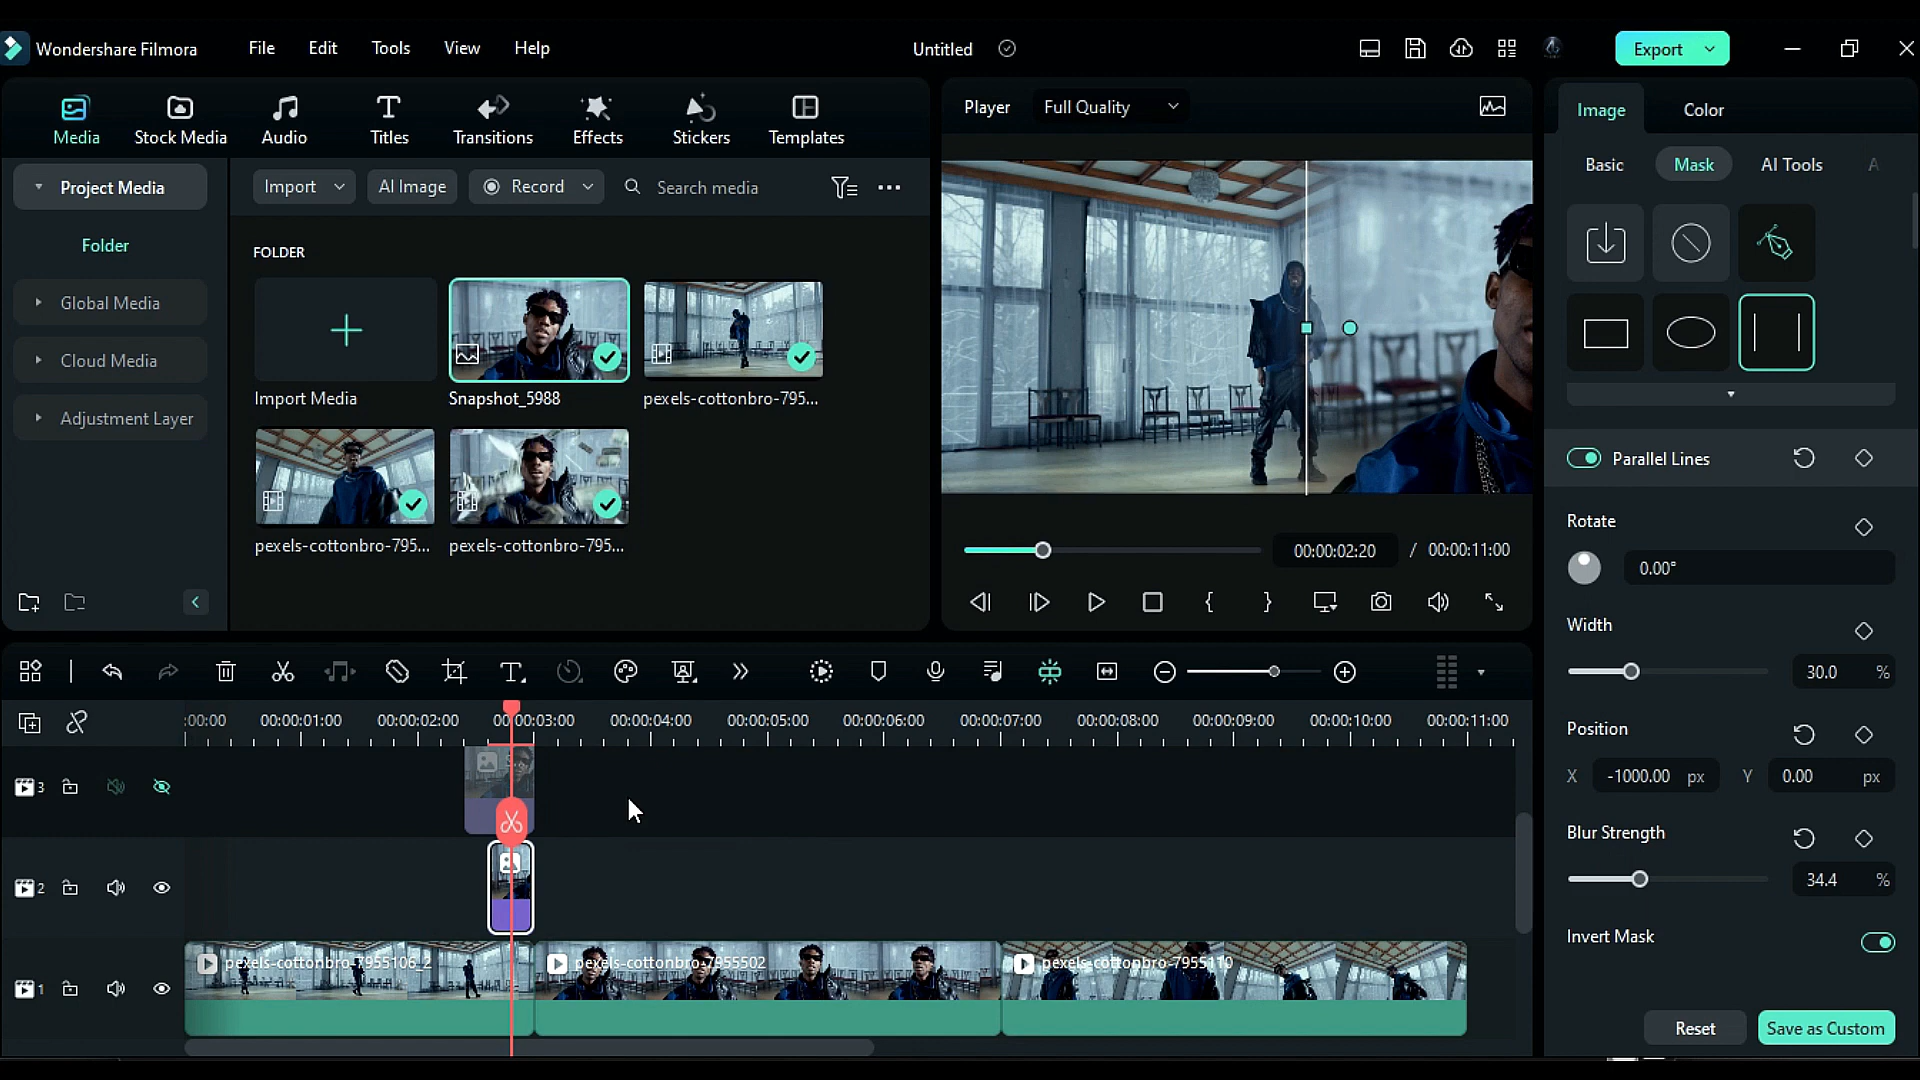 Wondershare Filmora
File
Edit
Tools
View
Help
Untitled
Export
Media
Stock Media
Audio
Titles
Transitions
Effects
Stickers
Templates
Project Media
Folder
Global Media
Cloud Media
Adjustment Layer
Import
AI Image
Record
Search media
FOLDER
Import Media
Snapshot_5988
pexels-cottonbro-795...
pexels-cottonbro-795...
pexels-cottonbro-795...
Player
Full Quality
00:00:02:20 / 00:00:11:00
Image
Color
Basic
Mask
AI Tools
A
Parallel Lines
Rotate
0.00°
Width
30.0 %
Position
X -1000.00 px Y 0.00 px
Blur Strength
34.4 %
Invert Mask
Reset
Save as Custom
:00:00 00:00:01:00 00:00:02:00 00:00:03:00 00:00:04:00 00:00:05:00 00:00:06:00 00:00:07:00 00:00:08:00 00:00:09:00 00:00:10:00 00:00:11:00
3
2
1
pexels-cottonbro-7955106_2
pexels-cottonbro-7955502
pexels-cottonbro-7955110